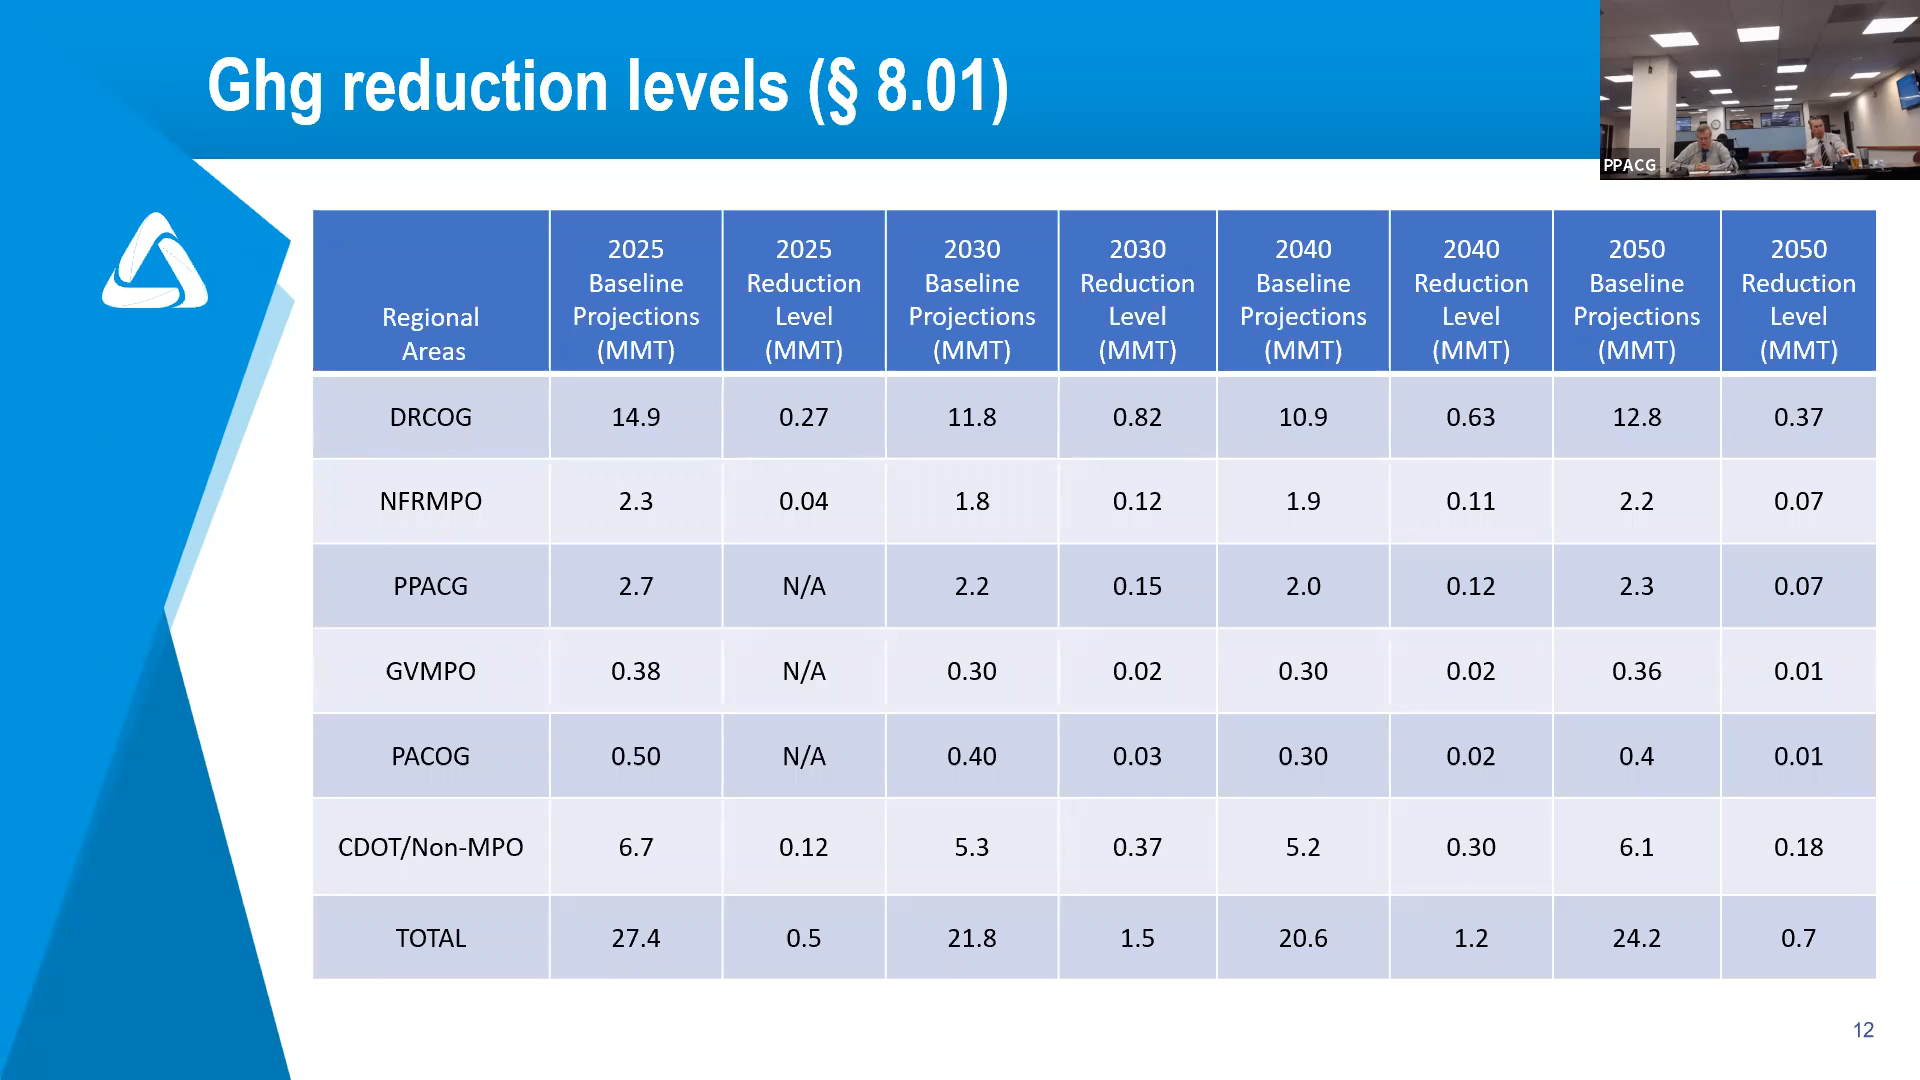 Ghg reduction levels (§ 8.01)
PPACG
Regional Areas | 2025 Baseline Projections (MMT) | 2025 Reduction Level (MMT) | 2030 Baseline Projections (MMT) | 2030 Reduction Level (MMT) | 2040 Baseline Projections (MMT) | 2040 Reduction Level (MMT) | 2050 Baseline Projections (MMT) | 2050 Reduction Level (MMT)
DRCOG 14.9 0.27 11.8 0.82 10.9 0.63 12.8 0.37
NFRMPO 2.3 0.04 1.8 0.12 1.9 0.11 2.2 0.07
PPACG 2.7 N/A 2.2 0.15 2.0 0.12 2.3 0.07
GVMPO 0.38 N/A 0.30 0.02 0.30 0.02 0.36 0.01
PACOG 0.50 N/A 0.40 0.03 0.30 0.02 0.4 0.01
CDOT/Non-MPO 6.7 0.12 5.3 0.37 5.2 0.30 6.1 0.18
TOTAL 27.4 0.5 21.8 1.5 20.6 1.2 24.2 0.7
12